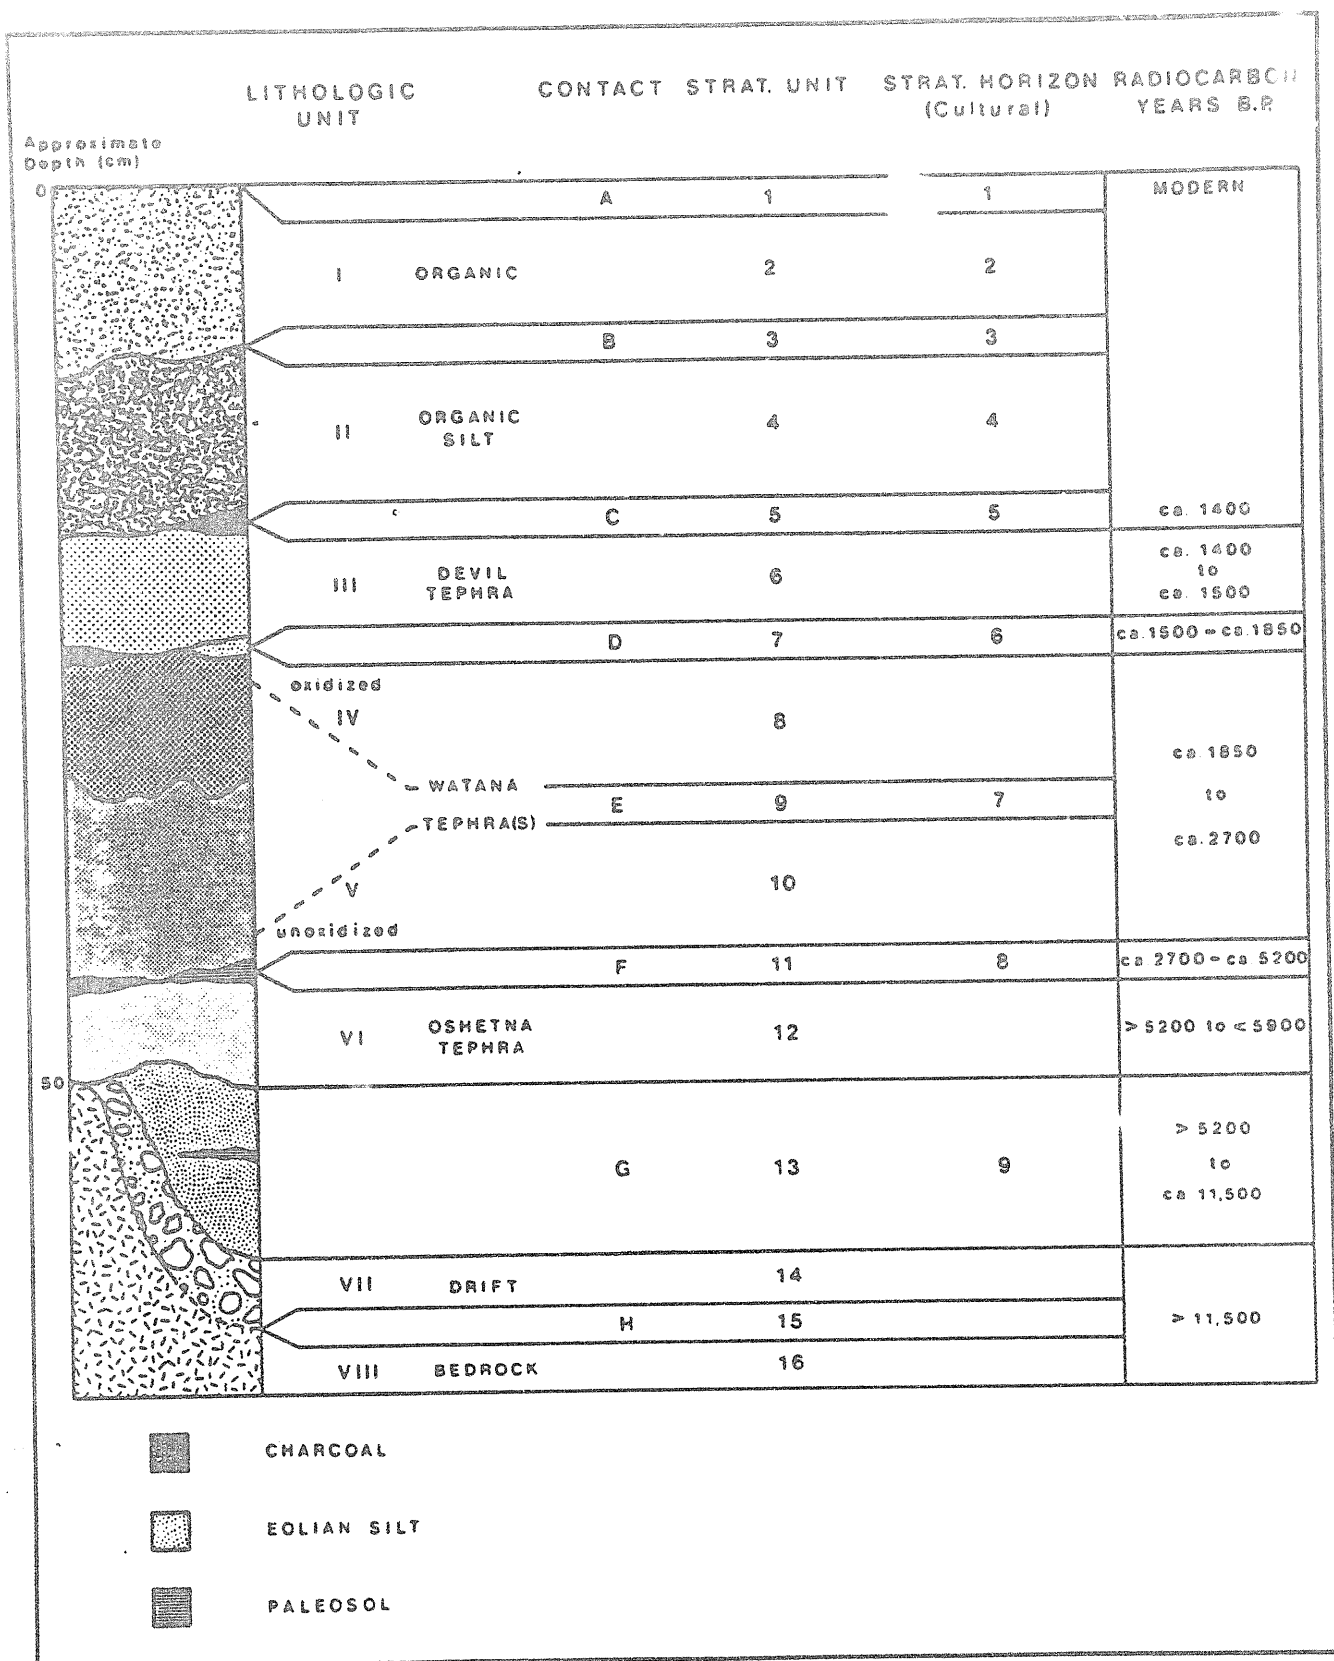 LITHOLOGIC UNIT
CONTACT
STRAT. UNIT
STRAT. HORIZON (Cultural)
RADIOCARBON YEARS B.P.
Approximate
Depth (cm)
0
A 1 1 MODERN
I ORGANIC 2 2
B 3 3
II ORGANIC SILT 4 4
C 5 5 ca. 1400
III DEVIL TEPHRA 6 ca. 1400 to ca. 1500
D 7 6 ca.1500 - ca.1850
oxidized
IV 8
ca 1850
WATANA
E 9 7 to
TEPHRA(S)
ca. 2700
V 10
unoxidized
F 11 8 ca 2700 - ca 5200
VI OSHETNA TEPHRA 12 > 5200 to < 5900
50
G 13 9 > 5200 to ca 11,500
VII DRIFT 14
H 15 > 11,500
VIII BEDROCK 16
CHARCOAL
EOLIAN SILT
PALEOSOL